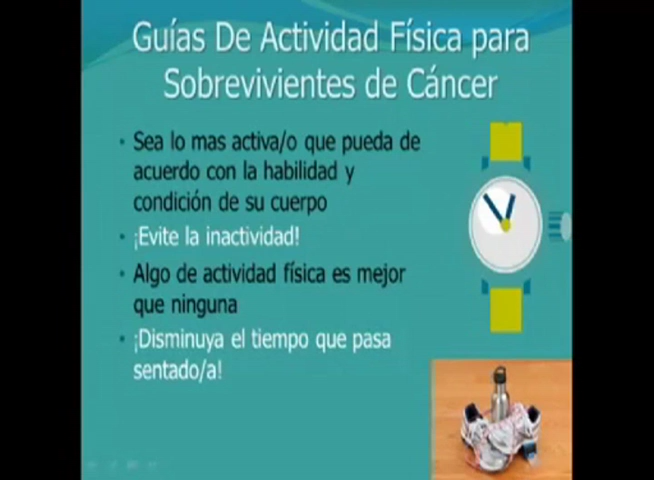 Guías De Actividad Física para
Sobrevivientes de Cáncer
• Sea lo mas activa/o que pueda de
acuerdo con la habilidad y
condición de su cuerpo
• ¡Evite la inactividad!
• Algo de actividad física es mejor
que ninguna
• ¡Disminuya el tiempo que pasa
sentado/a!